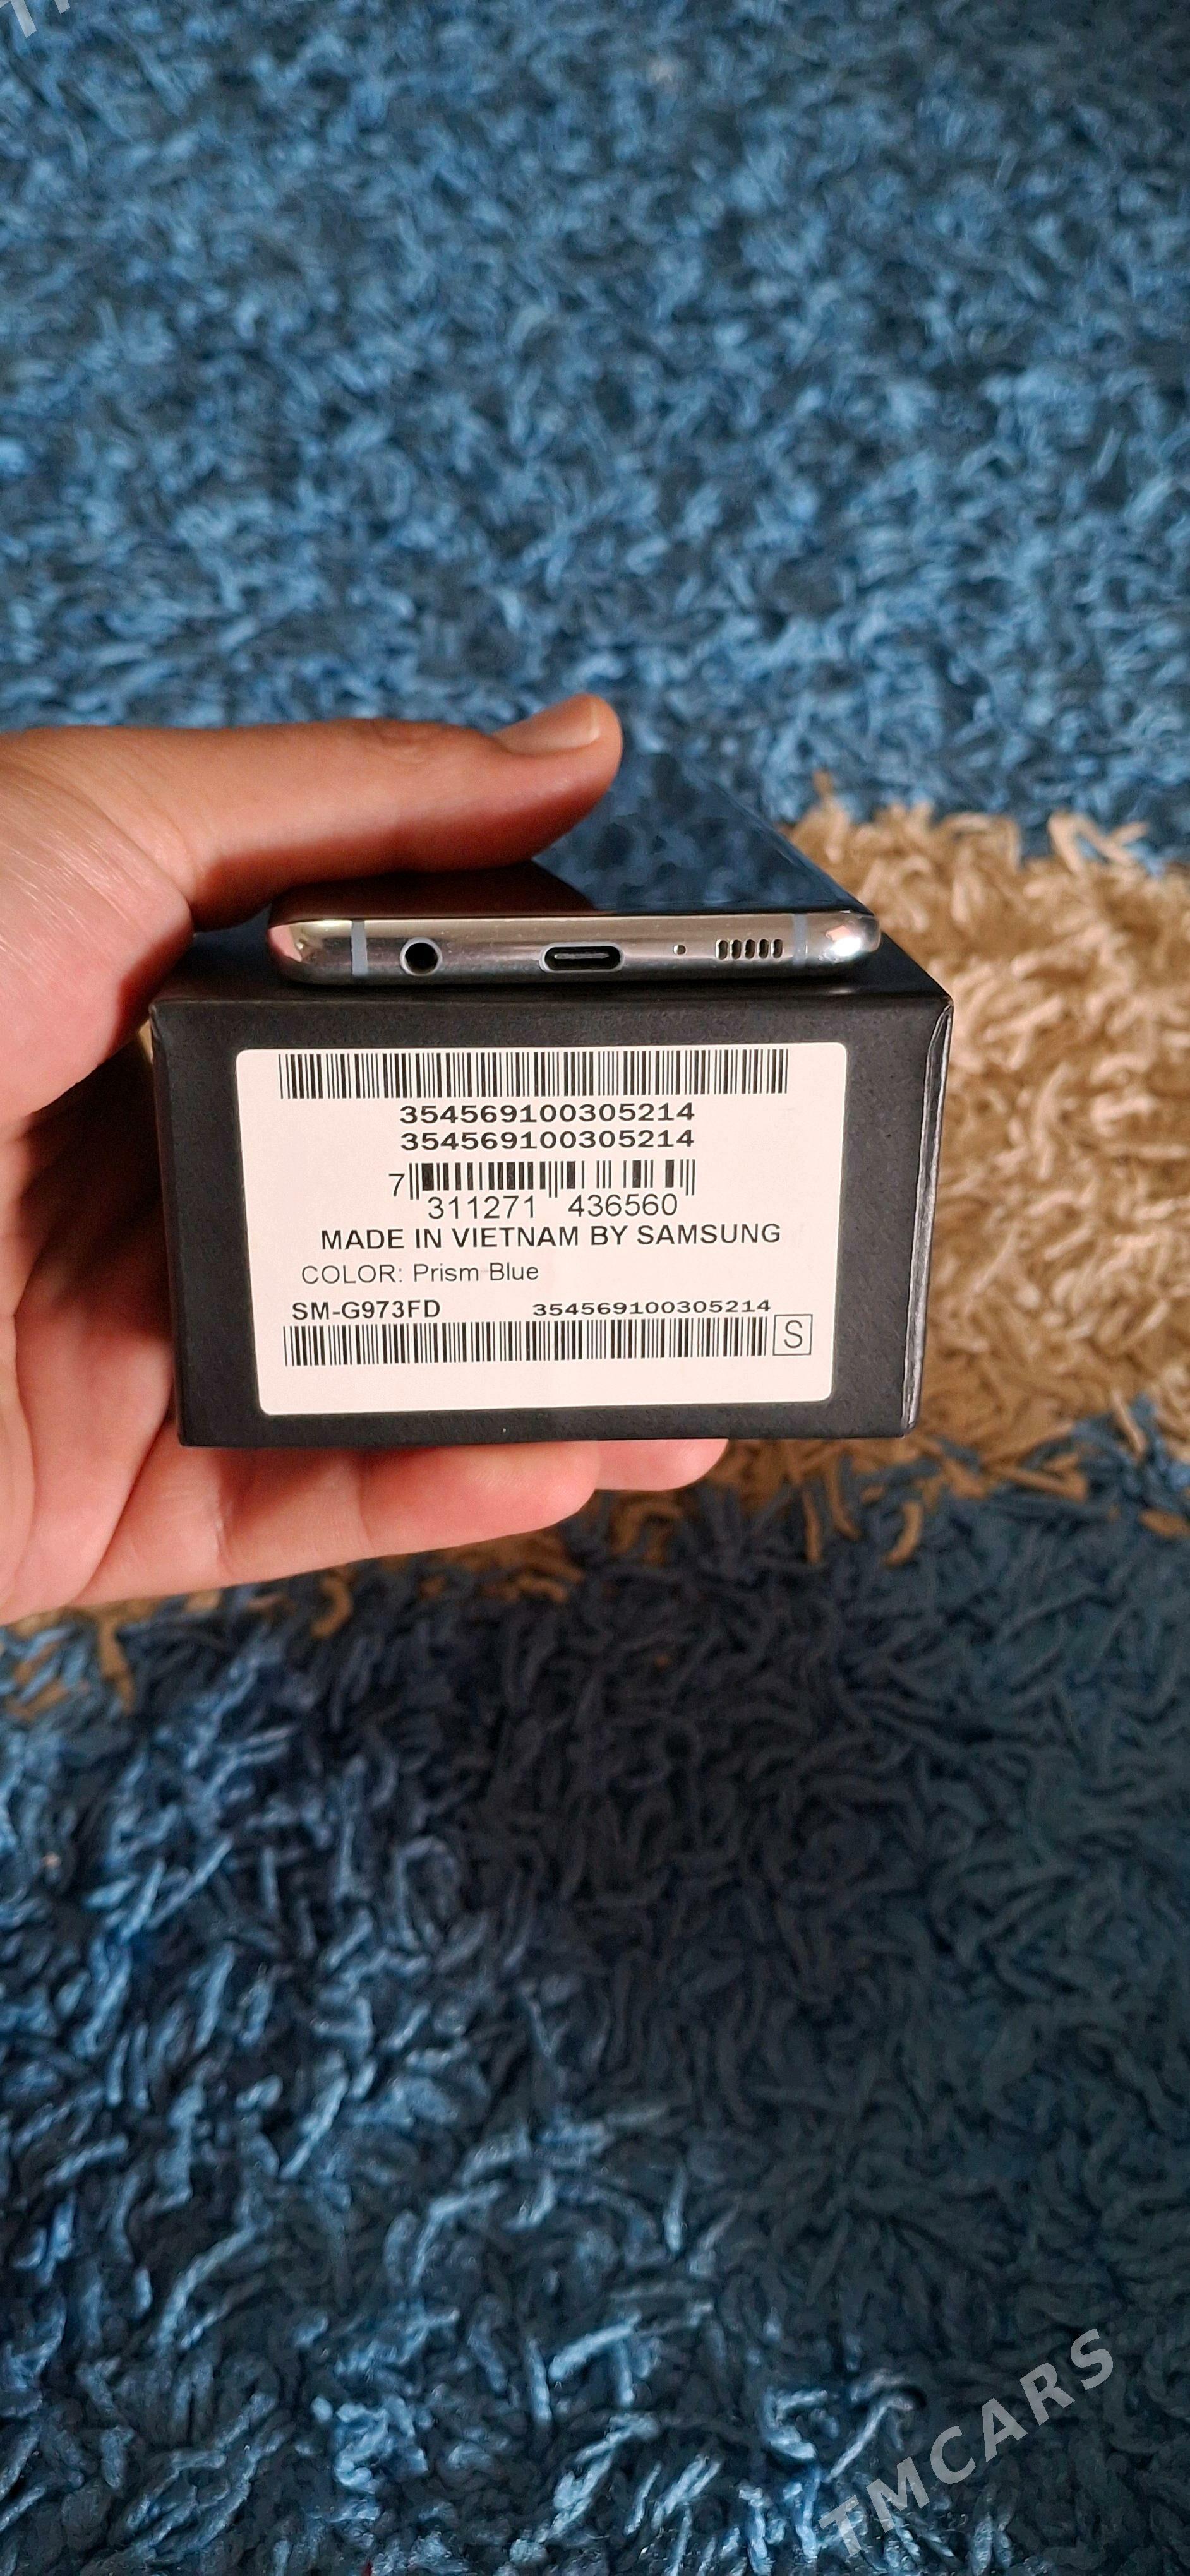 354569100305214
354569100305214
7 311271 436560
MADE IN VIETNAM BY SAMSUNG
COLOR: Prism Blue
SM-G973FD 354569100305214
S
TMCARS